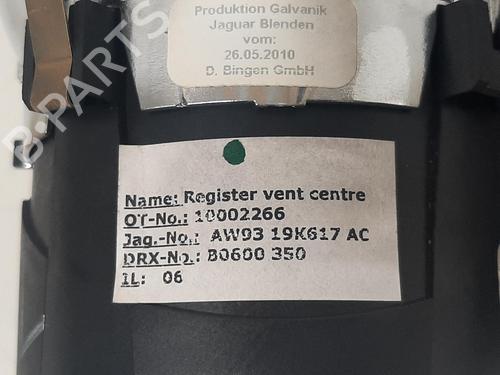 Produktion Galvanik
Jaguar Blenden
vom:
26.05.2010
D. Bingen GmbH
B-PARTS
Name: Register vent centre
OT-No.: 10002266
Jag.-No.: AW93 19K617 AC
DRX-No.: 80600 350
IL: 06